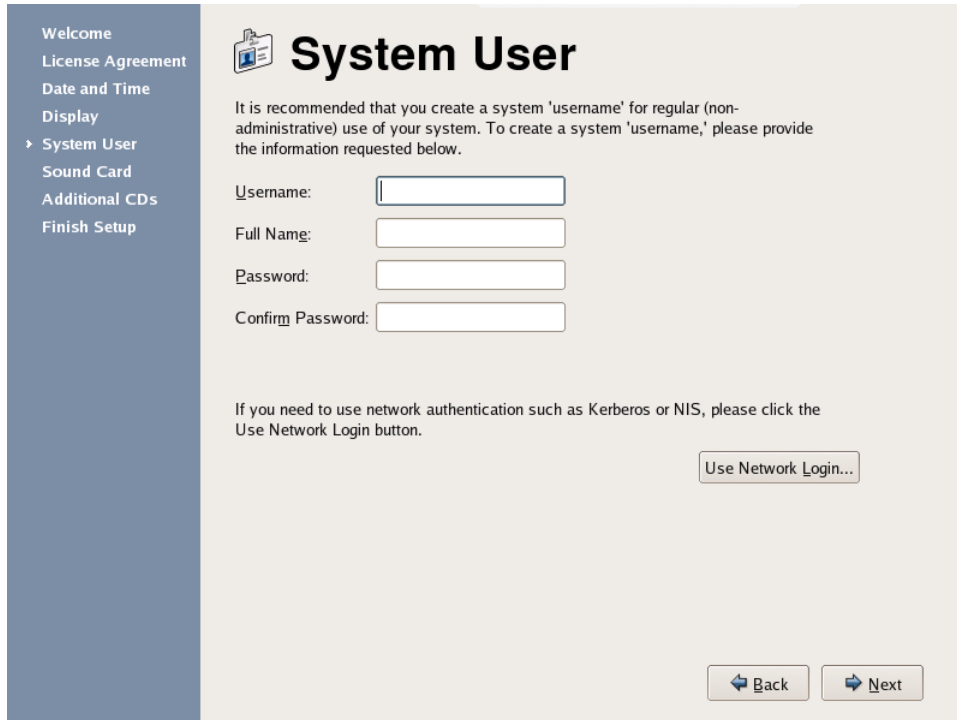 Welcome
License Agreement
Date and Time
Display
System User
Sound Card
Additional CDs
Finish Setup
System User
It is recommended that you create a system 'username' for regular (non-
administrative) use of your system. To create a system 'username,' please provide
the information requested below.
Username:
Full Name:
Password:
Confirm Password:
If you need to use network authentication such as Kerberos or NIS, please click the
Use Network Login button.
Use Network Login...
Back
Next